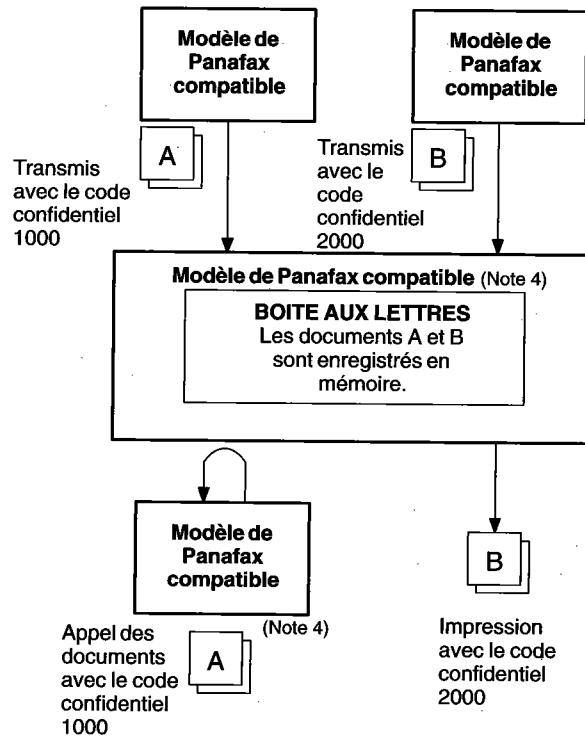 Modèle de
Panafax
compatible
Modèle de
Panafax
compatible
A
Transmis
avec le code
confidentiel
1000
B
Transmis
avec le
code
confidentiel
2000
Modèle de Panafax compatible (Note 4)
BOITE AUX LETTRES
Les documents A et B
sont enregistrés en
mémoire.
Modèle de
Panafax
compatible
(Note 4)
Appel des
documents
avec le code
confidentiel
1000
A
B
Impression
avec le code
confidentiel
2000